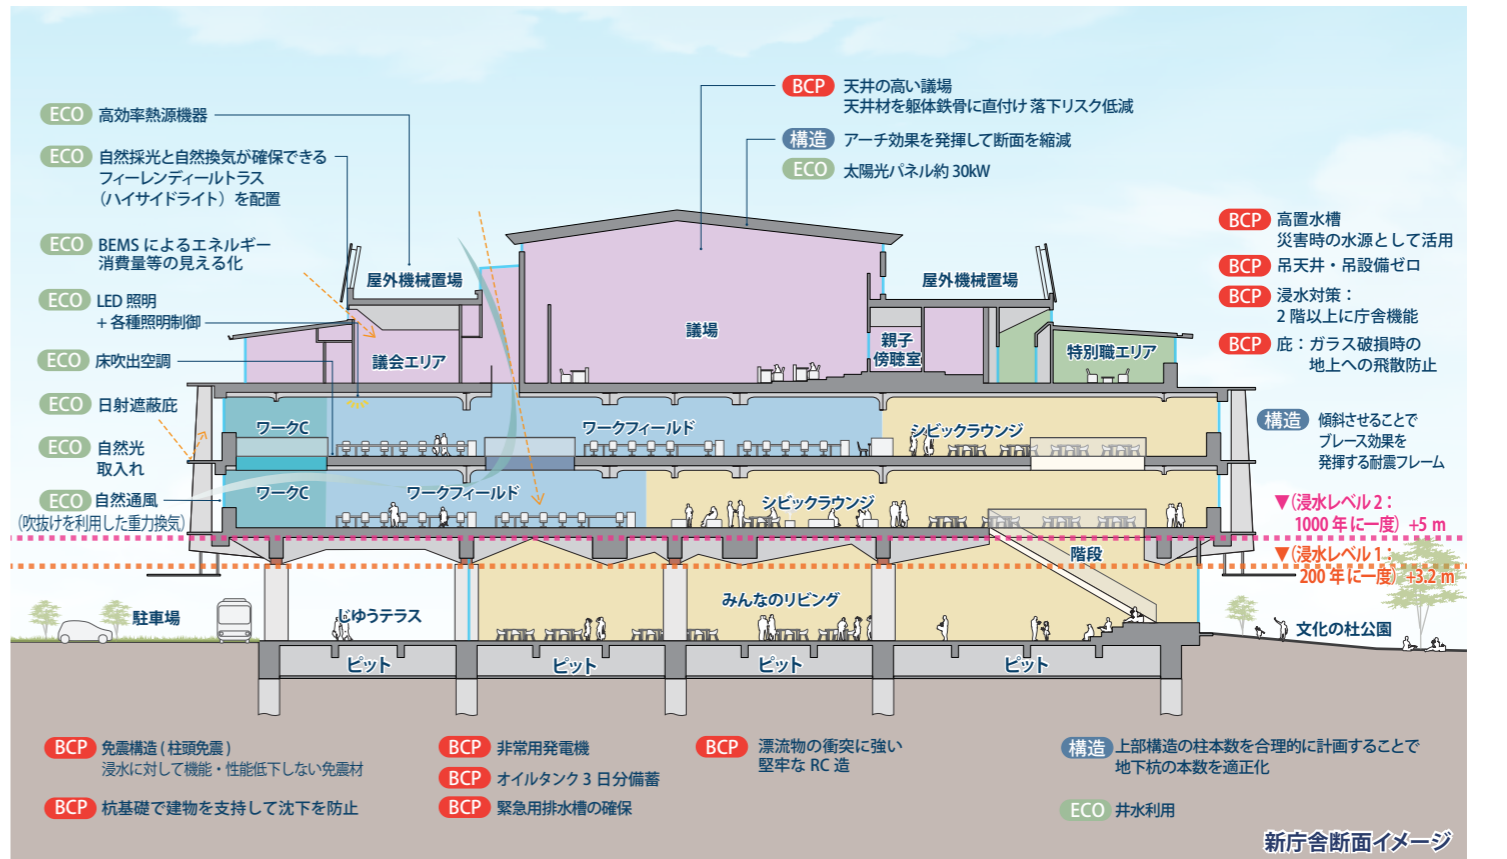 ECO 高効率熱源機器
ECO 自然採光と自然換気が確保できる
フィーレンディールトラス
（ハイサイドライト）を配置
ECO BEMS によるエネルギー
消費量等の見える化
ECO LED 照明
+ 各種照明制御
ECO 床吹出空調
ECO 日射遮蔽庇
ECO 自然光
取入れ
ECO 自然通風
（吹抜けを利用した重力換気）
BCP 天井の高い議場
天井材を躯体鉄骨に直付け 落下リスク低減
構造 アーチ効果を発揮して断面を縮減
ECO 太陽光パネル約 30kW
BCP 高置水槽
災害時の水源として活用
BCP 吊天井・吊設備ゼロ
BCP 浸水対策：
2 階以上に庁舎機能
BCP 庇：ガラス破損時の
地上への飛散防止
構造 傾斜させることで
ブレース効果を
発揮する耐震フレーム
▼（浸水レベル 2：
1000 年に一度）+5 m
▼（浸水レベル 1：
200 年に一度）+3.2 m
屋外機械置場
屋外機械置場
議会エリア
議場
親子
傍聴室
特別職エリア
ワークC
ワークフィールド
シビックラウンジ
ワークC
ワークフィールド
シビックラウンジ
階段
駐車場
じゆうテラス
みんなのリビング
文化の杜公園
ピット
ピット
ピット
ピット
BCP 免震構造 ( 柱頭免震 )
浸水に対して機能・性能低下しない免震材
BCP 杭基礎で建物を支持して沈下を防止
BCP 非常用発電機
BCP オイルタンク 3 日分備蓄
BCP 緊急用排水槽の確保
BCP 漂流物の衝突に強い
堅牢な RC 造
構造 上部構造の柱本数を合理的に計画することで
地下杭の本数を適正化
ECO 井水利用
新庁舎断面イメージ